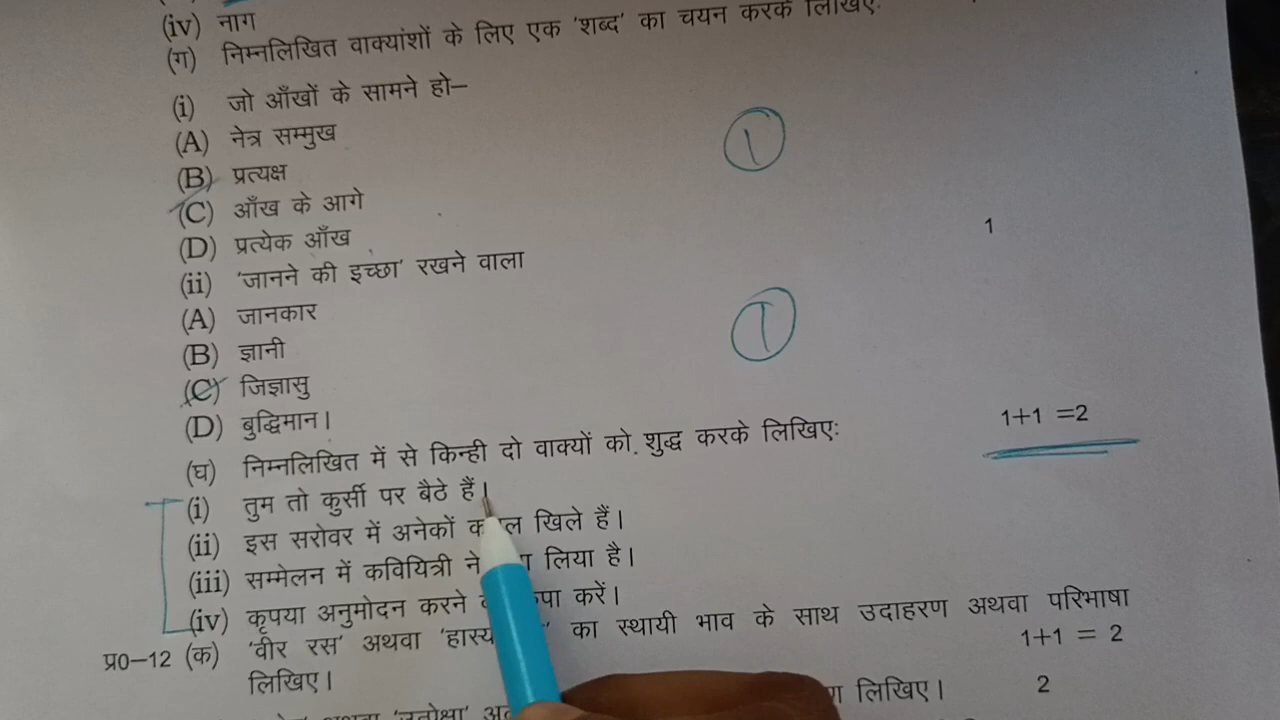 (iv) नाग
(ग) निम्नलिखित वाक्यांशों के लिए एक 'शब्द' का चयन करके लिखिए:
(i) जो आँखों के सामने हो–
(A) नेत्र सम्मुख
1
(B) प्रत्यक्ष
(C) आँख के आगे
(D) प्रत्येक आँख
1
(ii) 'जानने की इच्छा' रखने वाला
(A) जानकार
1
(B) ज्ञानी
(C) जिज्ञासु
(D) बुद्धिमान।
1+1 =2
(घ) निम्नलिखित में से किन्ही दो वाक्यों को शुद्ध करके लिखिए:
(i) तुम तो कुर्सी पर बैठे हैं।
(ii) इस सरोवर में अनेकों खिले हैं।
(iii) सम्मेलन में कवियित्री ने लिया है।
(iv) कृपया अनुमोदन करने करें।
प्र0–12 (क) 'वीर रस' अथवा का स्थायी भाव के साथ उदाहरण अथवा परिभाषा
लिखिए। 1+1 = 2
लिखिए। 2